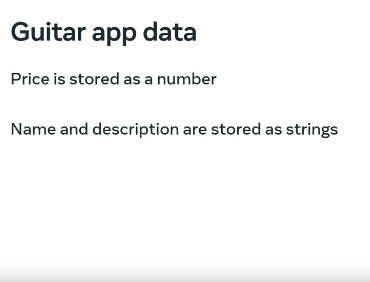 Guitar app data
Price is stored as a number
Name and description are stored as strings